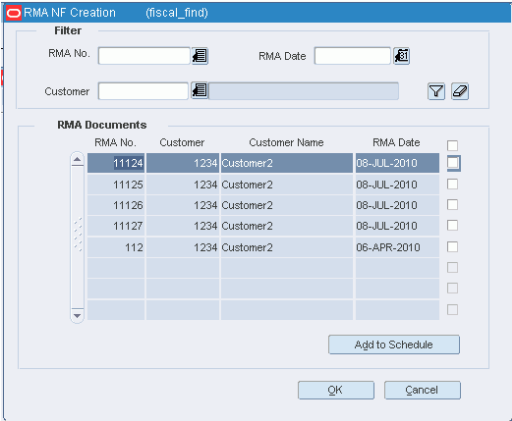 RMA NF Creation (fiscal_find)
Filter
RMA No. RMA Date 31
Customer
RMA Documents
RMA No. Customer Customer Name RMA Date
11124 1234 Customer2 08-JUL-2010
11125 1234 Customer2 08-JUL-2010
11126 1234 Customer2 08-JUL-2010
11127 1234 Customer2 08-JUL-2010
112 1234 Customer2 06-APR-2010
Add to Schedule
OK Cancel